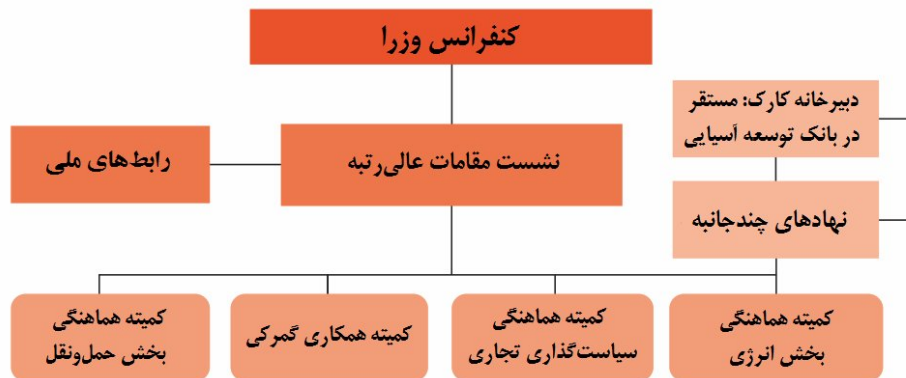 کنفرانس وزرا
دبیرخانه کارک: مستقر
در بانک توسعه آسیایی
نشست مقامات عالی‌رتبه
رابط‌های ملی
نهادهای چندجانبه
کمیته هماهنگی
بخش انرژی
کمیته هماهنگی
سیاست‌گذاری تجاری
کمیته همکاری گمرکی
کمیته هماهنگی
بخش حمل‌ونقل